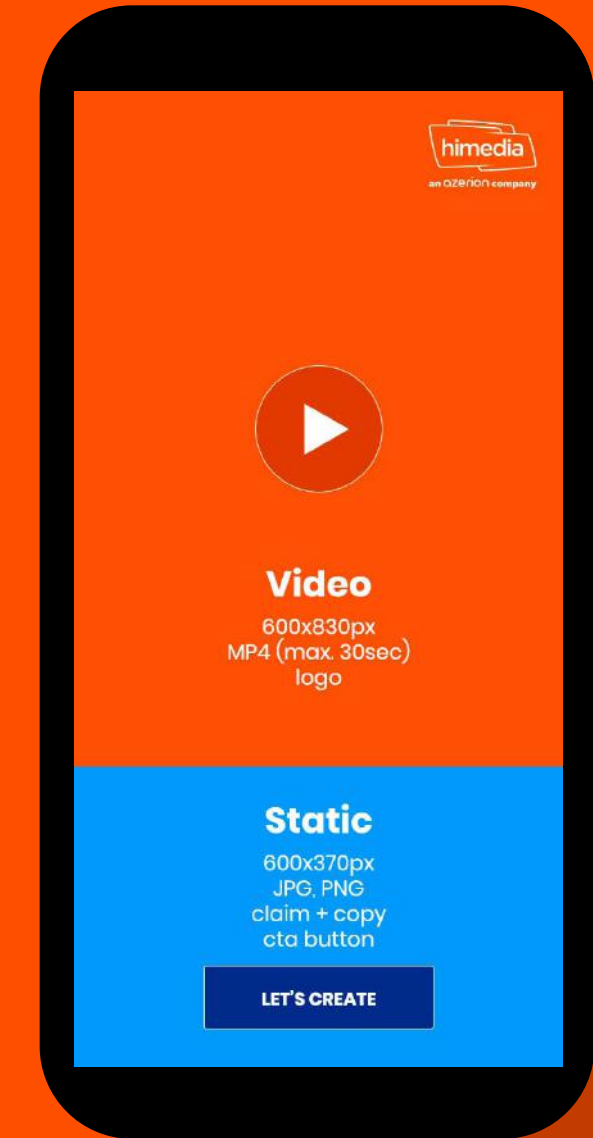 himedia
an azerion company
Video
600x830px
MP4 (max. 30sec)
logo
Static
600x370px
JPG, PNG
claim + copy
cta button
LET'S CREATE